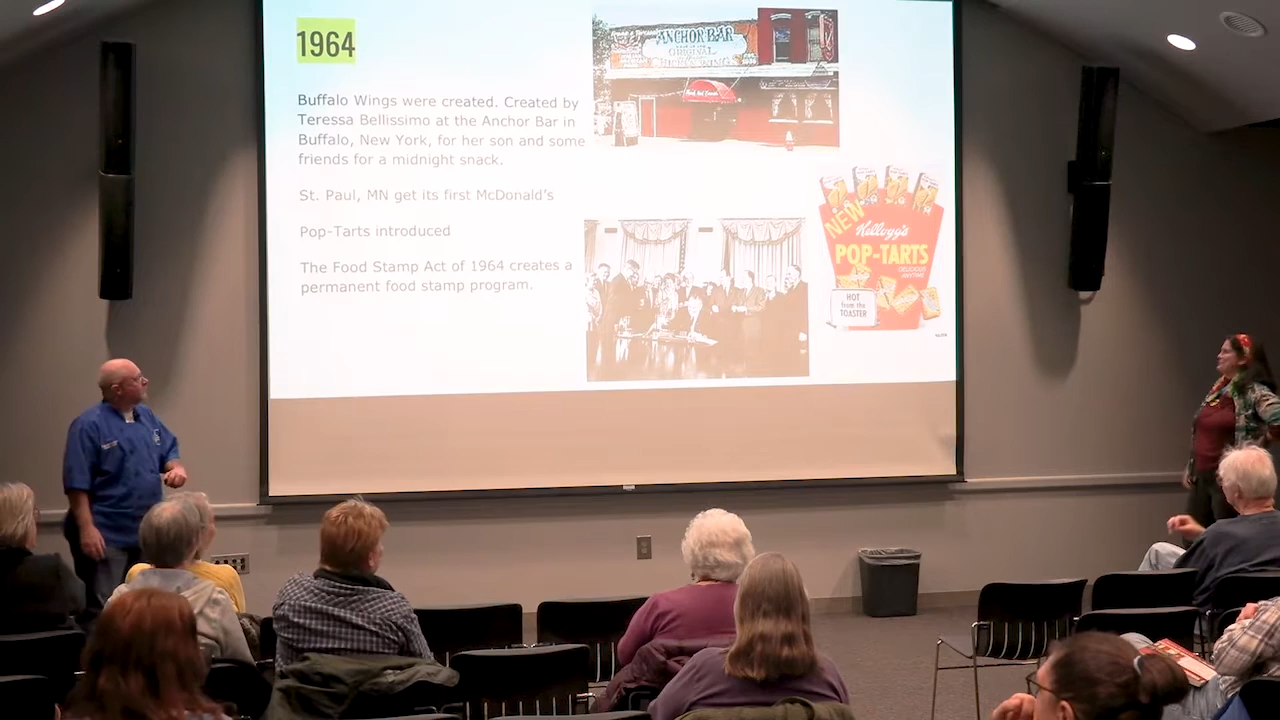 1964
Buffalo Wings were created. Created by
Teressa Bellissimo at the Anchor Bar in
Buffalo, New York, for her son and some
friends for a midnight snack.
St. Paul, MN get its first McDonald's
Pop-Tarts introduced
The Food Stamp Act of 1964 creates a
permanent food stamp program.
ANCHOR BAR
ORIGINAL
NEW
Kellogg's
POP-TARTS
DELICIOUS
ANYTIME
HOT
from the
TOASTER